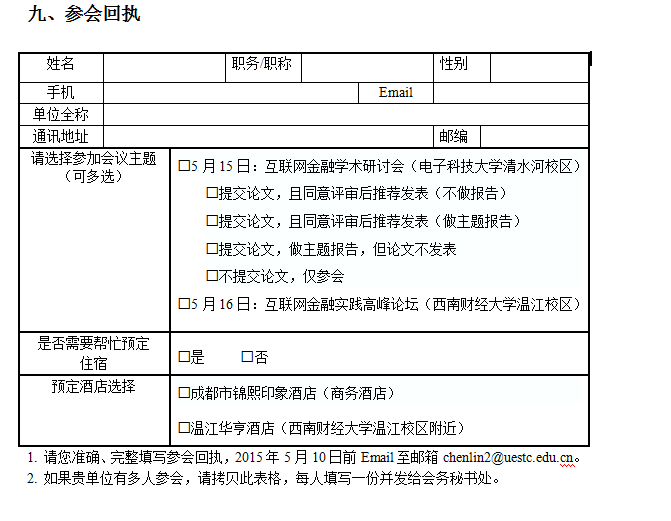 九、参会回执
姓名 职务/职称 性别
手机 Email
单位全称
通讯地址 邮编
请选择参加会议主题
（可多选）
□5 月 15 日：互联网金融学术研讨会（电子科技大学清水河校区）
□提交论文，且同意评审后推荐发表（不做报告）
□提交论文，且同意评审后推荐发表（做主题报告）
□提交论文，做主题报告，但论文不发表
□不提交论文，仅参会
□5 月 16 日：互联网金融实践高峰论坛（西南财经大学温江校区）
是否需要帮忙预定
住宿
□是 □否
预定酒店选择
□成都市锦熙印象酒店（商务酒店）
□温江华亨酒店（西南财经大学温江校区附近）
1. 请您准确、完整填写参会回执，2015 年 5 月 10 日前 Email 至邮箱 chenlin2@uestc.edu.cn。
2. 如果贵单位有多人参会，请拷贝此表格，每人填写一份并发给会务秘书处。